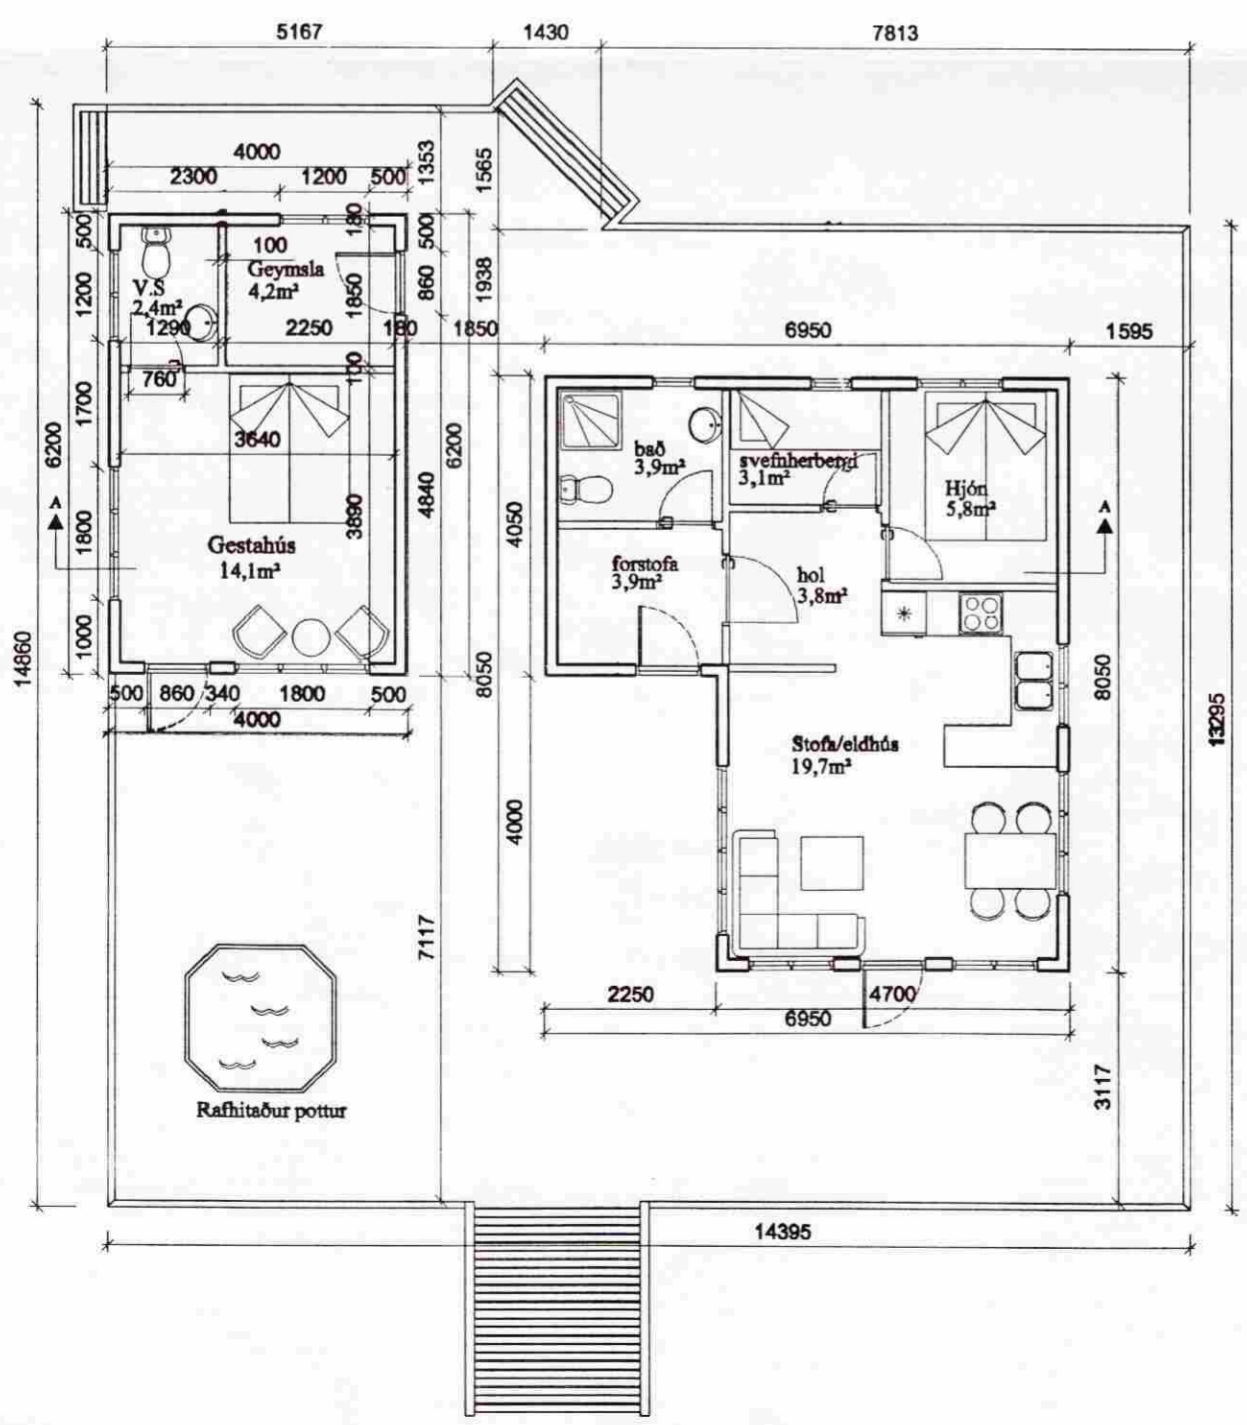 5167
1430
7813
4000
2300
1200
500
1353
1565
500
180
500
100
Geymsla
4,2m²
1200
V.S
2,4m²
1850
860
1938
1290
2250
180
1850
6950
1595
760
100
1700
6200
3640
6200
bað
3,9m²
svefnherbergi
3,1m²
Hjón
5,8m²
A
A
1800
3890
4840
4050
Gestahús
14,1m²
forstofa
3,9m²
hol
3,8m²
1000
14860
8050
8050
13295
500
860
340
1800
500
4000
Stofa/eldhús
19,7m²
4000
7117
2250
4700
6950
3117
Rafhitaður pottur
14395